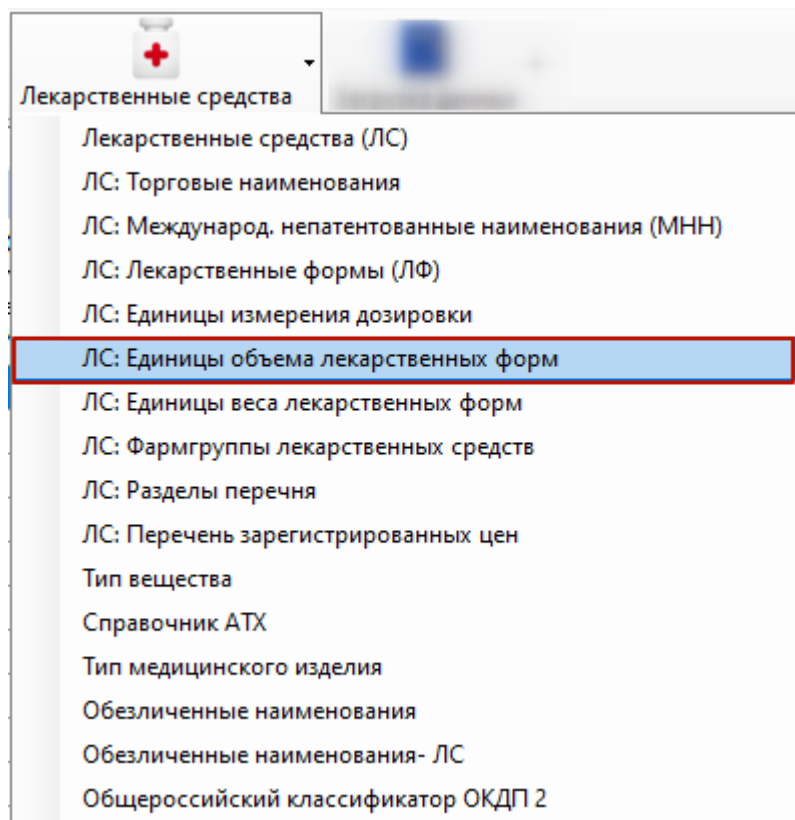 Лекарственные средства
Лекарственные средства (ЛС)
ЛС: Торговые наименования
ЛС: Международ. непатентованные наименования (МНН)
ЛС: Лекарственные формы (ЛФ)
ЛС: Единицы измерения дозировки
ЛС: Единицы объема лекарственных форм
ЛС: Единицы веса лекарственных форм
ЛС: Фармгруппы лекарственных средств
ЛС: Разделы перечня
ЛС: Перечень зарегистрированных цен
Тип вещества
Справочник АТХ
Тип медицинского изделия
Обезличенные наименования
Обезличенные наименования- ЛС
Общероссийский классификатор ОКДП 2